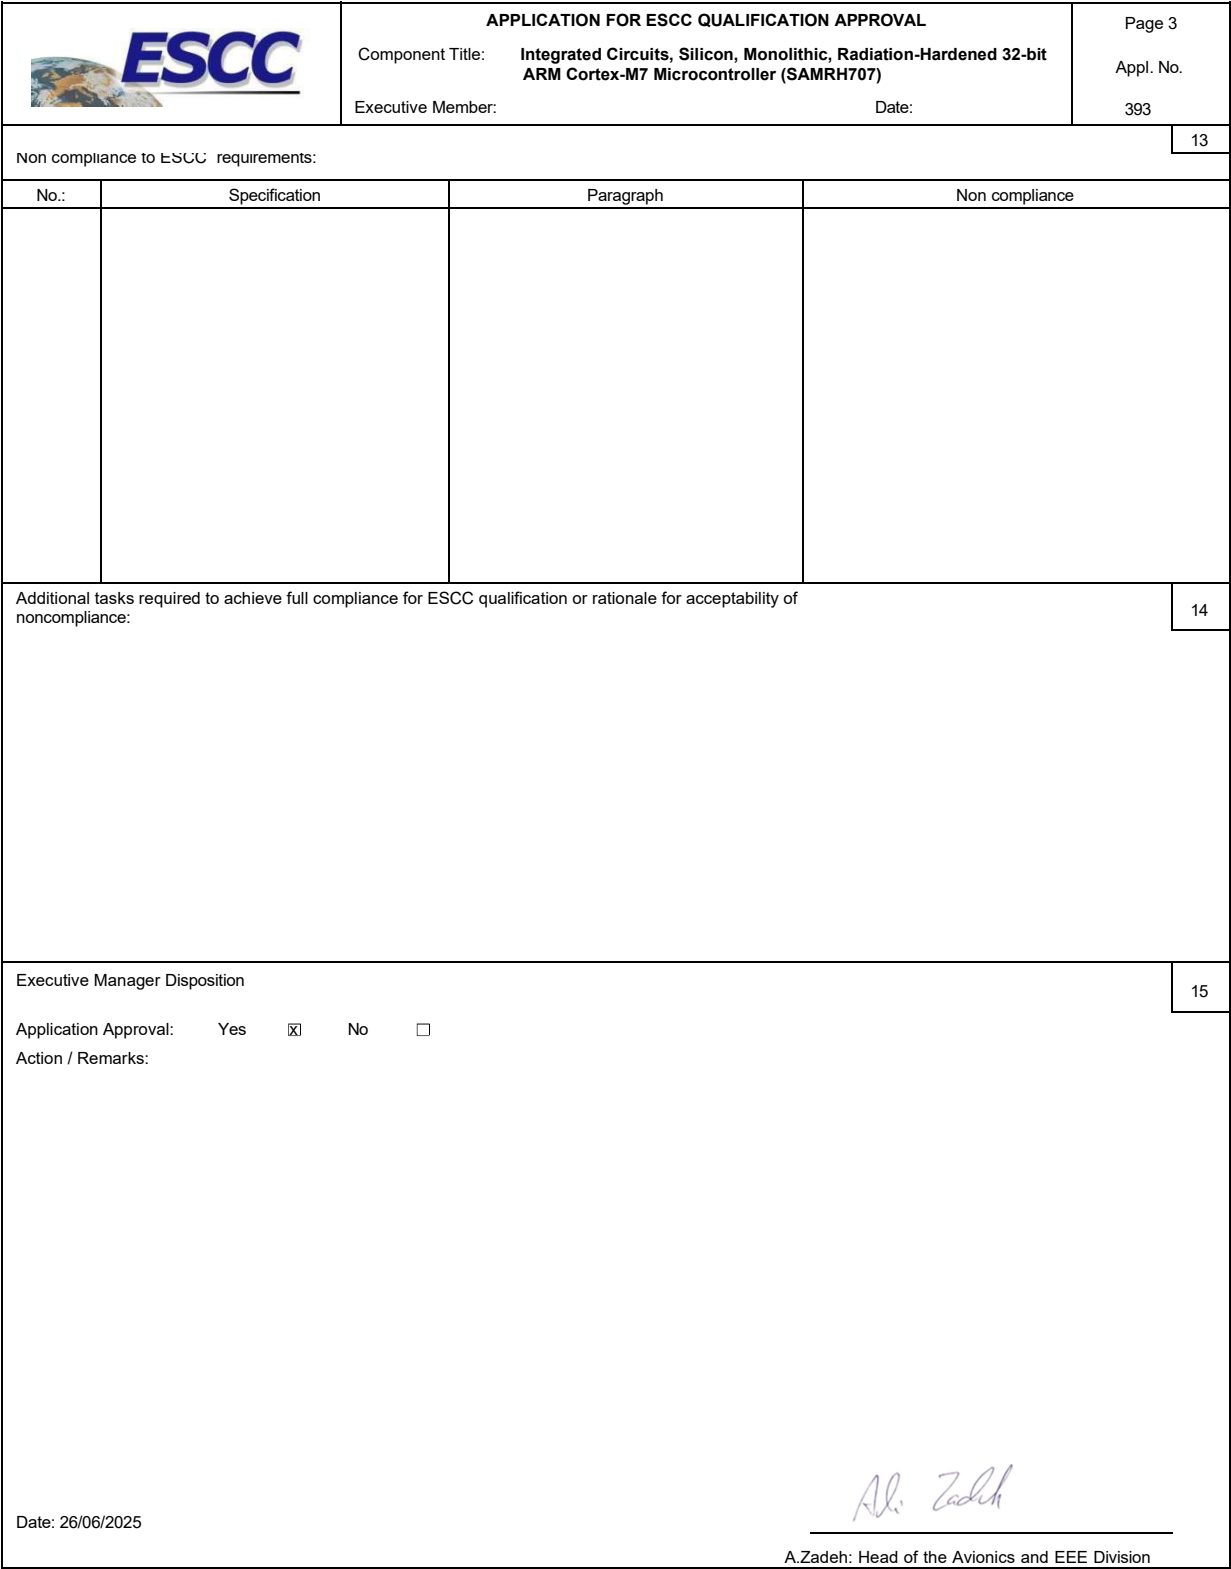 ESCC
APPLICATION FOR ESCC QUALIFICATION APPROVAL
Component Title: Integrated Circuits, Silicon, Monolithic, Radiation-Hardened 32-bit
ARM Cortex-M7 Microcontroller (SAMRH707)
Executive Member: Date:
Page 3
Appl. No.
393
13
Non compliance to ESCC requirements:
No.: Specification Paragraph Non compliance
Additional tasks required to achieve full compliance for ESCC qualification or rationale for acceptability of
noncompliance:
14
Executive Manager Disposition
15
Application Approval: Yes ☒ No ☐
Action / Remarks:
Ali Zadeh
Date: 26/06/2025
A.Zadeh: Head of the Avionics and EEE Division